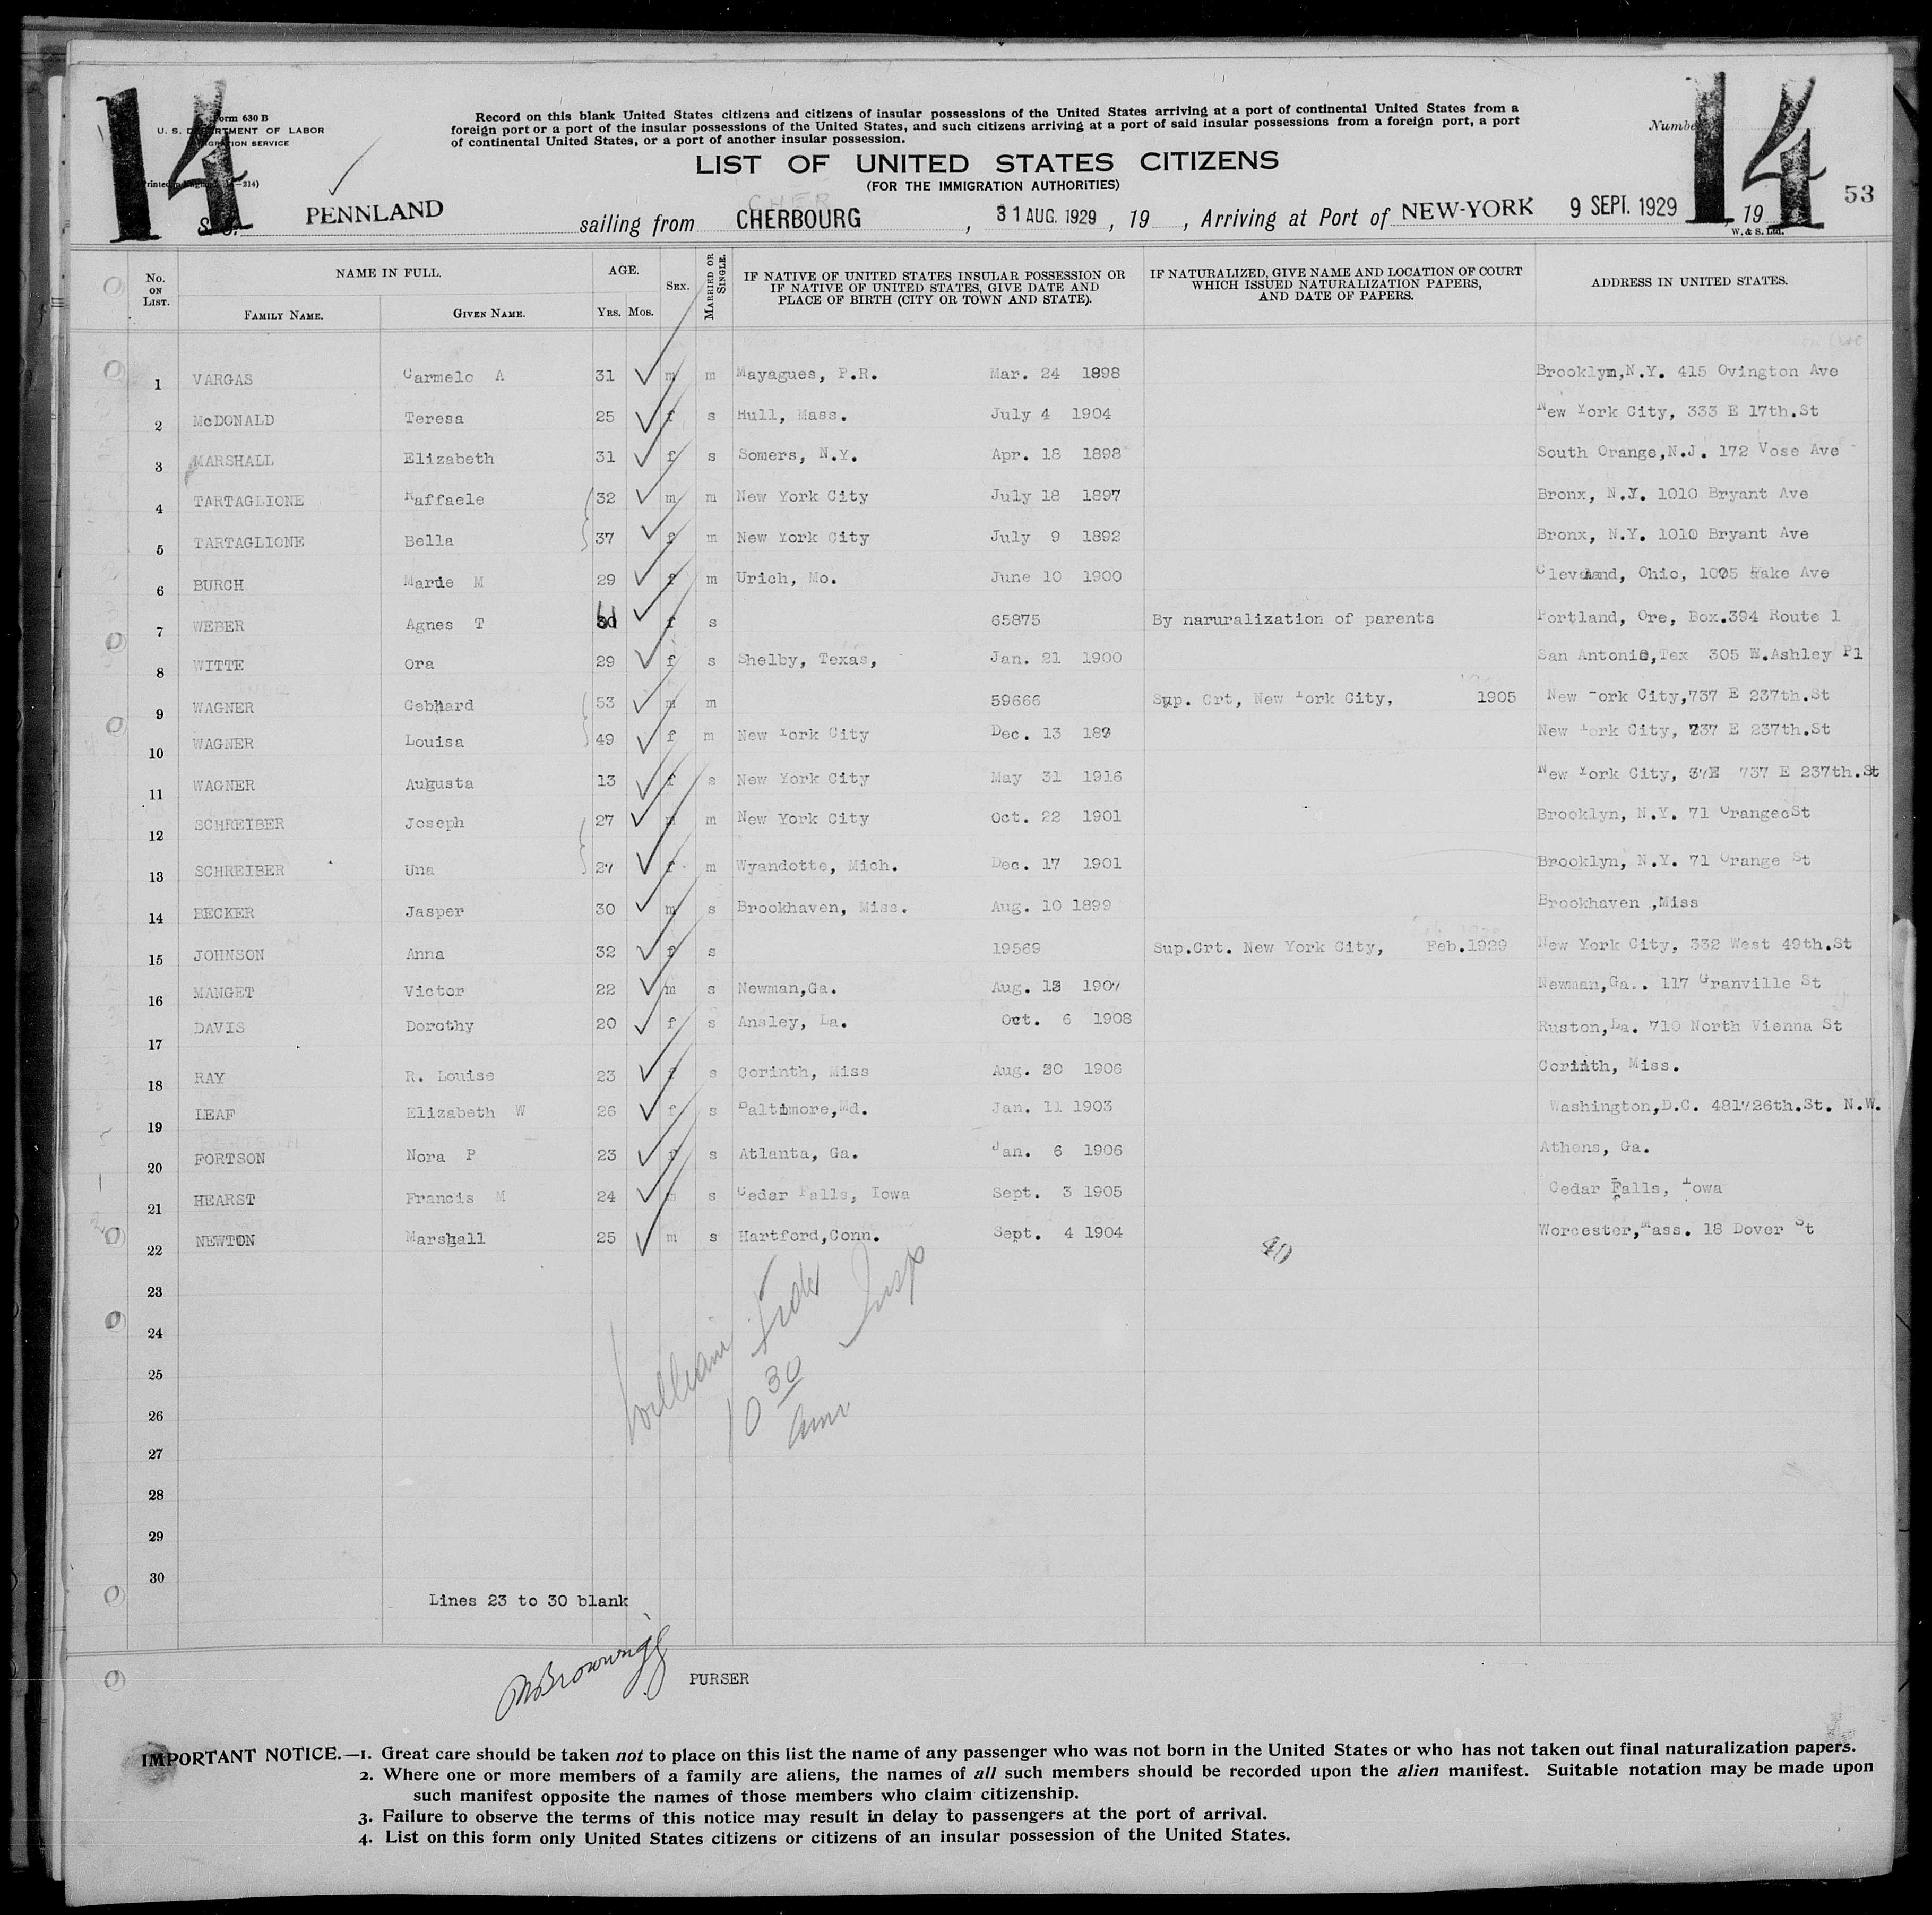 14
Form 630 B
U. S. DEPARTMENT OF LABOR
IMMIGRATION SERVICE
Record on this blank United States citizens and citizens of insular possessions of the United States arriving at a port of continental United States from a
foreign port or a port of the insular possessions of the United States, and such citizens arriving at a port of said insular possessions from a foreign port, a port
of continental United States, or a port of another insular possession.
14
53
LIST OF UNITED STATES CITIZENS
(FOR THE IMMIGRATION AUTHORITIES)
S. S. PENNLAND sailing from CHERBOURG, 31 AUG. 1929, 19 , Arriving at Port of NEW-YORK 9 SEPT. 1929, 19
W. & S. Ltd.
No. ON LIST. NAME IN FULL. FAMILY NAME. GIVEN NAME. AGE. YRS. MOS. SEX. MARRIED OR SINGLE. IF NATIVE OF UNITED STATES INSULAR POSSESSION OR IF NATIVE OF UNITED STATES, GIVE DATE AND PLACE OF BIRTH (CITY OR TOWN AND STATE). IF NATURALIZED, GIVE NAME AND LOCATION OF COURT WHICH ISSUED NATURALIZATION PAPERS, AND DATE OF PAPERS. ADDRESS IN UNITED STATES.
1 VARGAS Carmelo A 31 m m Mayagues, P.R. Mar. 24 1898 Brooklyn,N.Y. 415 Ovington Ave
2 McDONALD Teresa 25 f s Hull, Mass. July 4 1904 New York City, 333 E 17th.St
3 MARSHALL Elizabeth 31 f s Somers, N.Y. Apr. 18 1898 South Orange,N.J. 172 Vose Ave
4 TARTAGLIONE Raffaele 32 m m New York City July 18 1897 Bronx, N.Y. 1010 Bryant Ave
5 TARTAGLIONE Bella 37 f m New York City July 9 1892 Bronx, N.Y. 1010 Bryant Ave
6 BURCH Marie M 29 f m Urich, Mo. June 10 1900 Cleveland, Ohio, Ave
7 WEBER Agnes T f s 65875 By naruralization of parents Portland, Ore, Box.394 Route 1
8 WITTE Ora 29 f s Shelby, Texas, Jan. 21 1900 San Antonio,Tex 305 W.Ashley Pl
9 WAGNER Gebhard 53 m m 59666 Sup. Crt, New York City, 1905 New York City,737 E 237th.St
10 WAGNER Louisa 49 f m New York City Dec. 13 New York City, 737 E 237th.St
11 WAGNER Augusta 13 f s New York City May 31 1916 New York City, 737 E 237th.St
12 SCHREIBER Joseph 27 m m New York City Oct. 22 1901 Brooklyn, N.Y. 71 Orange St
13 SCHREIBER Una 27 f m Wyandotte, Mich. Dec. 17 1901 Brooklyn, N.Y. 71 Orange St
14 BECKER Jasper 30 m s Brookhaven, Miss. Aug. 10 1899 Brookhaven ,Miss
15 JOHNSON Anna 32 f s 19569 Sup.Crt. New York City, Feb.1929 New York City, 332 West 49th.St
16 MANGET Victor 22 m s Newman,Ga. Aug. 13 1907 Newman,Ga.. 117 Granville St
17 DAVIS Dorothy 20 f s Ansley, La. Oct. 6 1908 Ruston,La. 710 North Vienna St
18 RAY R. Louise 23 f s Corinth, Miss Aug. 30 1906 Corinth, Miss.
19 LEAF Elizabeth W 26 f s Baltimore,Md. Jan. 11 1903 Washington,D.C. 481726th.St. N.W.
20 FORTSON Nora P 23 f s Atlanta, Ga. Jan. 6 1906 Athens, Ga.
21 HEARST Francis M 24 m s Cedar Falls, Iowa Sept. 3 1905 Cedar Falls, Iowa
22 NEWTON Marshall 25 m s Hartford,Conn. Sept. 4 1904 Worcester,Mass. 18 Dover St
40
23
24
25
26
27
28
29
30
William Insp
10 30
am
Lines 23 to 30 blank
PURSER
IMPORTANT NOTICE.—1. Great care should be taken not to place on this list the name of any passenger who was not born in the United States or who has not taken out final naturalization papers.
2. Where one or more members of a family are aliens, the names of all such members should be recorded upon the alien manifest. Suitable notation may be made upon
such manifest opposite the names of those members who claim citizenship.
3. Failure to observe the terms of this notice may result in delay to passengers at the port of arrival.
4. List on this form only United States citizens or citizens of an insular possession of the United States.